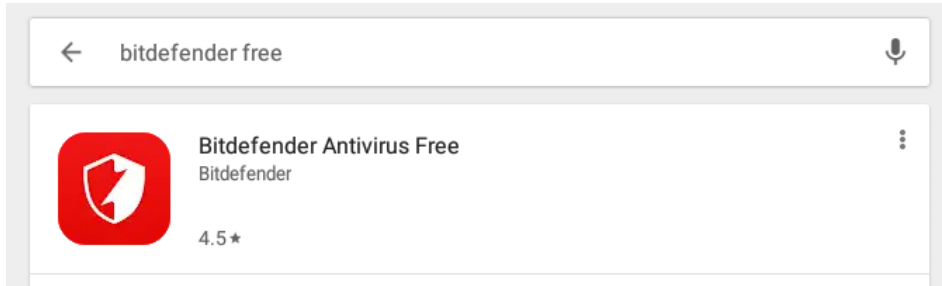 bitdefender free
Bitdefender Antivirus Free
Bitdefender
4.5★